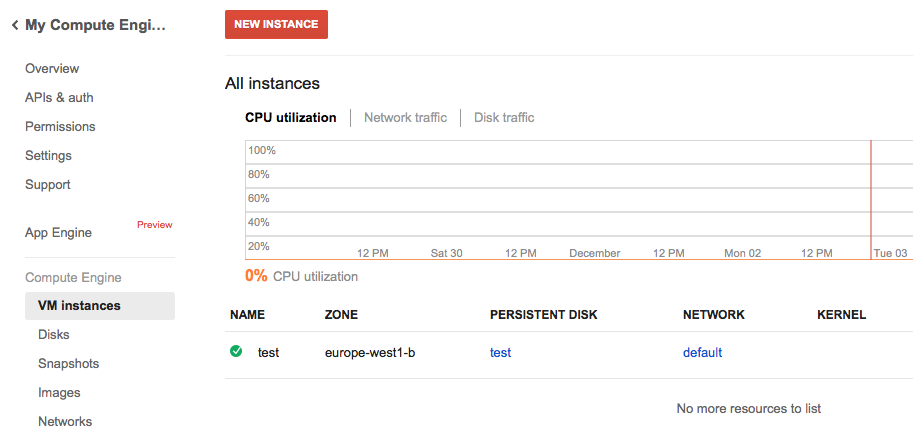 My Compute Engi...
Overview
APIs & auth
Permissions
Settings
Support
App Engine
Preview
Compute Engine
VM instances
Disks
Snapshots
Images
Networks
NEW INSTANCE
All instances
CPU utilization Network traffic Disk traffic
100%
80%
60%
40%
20%
12 PM Sat 30 12 PM December 12 PM Mon 02 12 PM Tue 03
0% CPU utilization
NAME ZONE PERSISTENT DISK NETWORK KERNEL
test europe-west1-b test default
No more resources to list